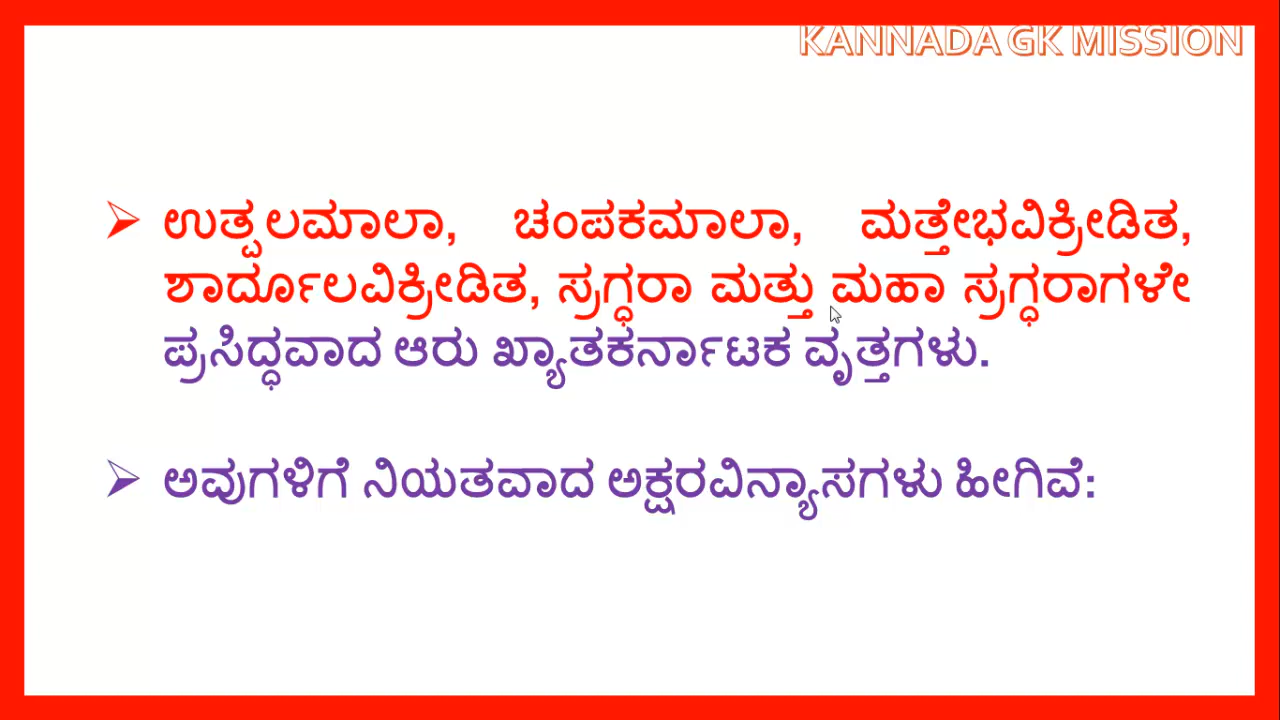 KANNADA GK MISSION
➢ ಉತ್ಪಲಮಾಲಾ, ಚಂಪಕಮಾಲಾ, ಮತ್ತೇಭವಿಕ್ರೀಡಿತ,
ಶಾರ್ದೂಲವಿಕ್ರೀಡಿತ, ಸ್ರಗ್ಧರಾ ಮತ್ತು ಮಹಾ ಸ್ರಗ್ಧರಾಗಳೇ
ಪ್ರಸಿದ್ಧವಾದ ಆರು ಖ್ಯಾತಕರ್ನಾಟಕ ವೃತ್ತಗಳು.
➢ ಅವುಗಳಿಗೆ ನಿಯತವಾದ ಅಕ್ಷರವಿನ್ಯಾಸಗಳು ಹೀಗಿವೆ: